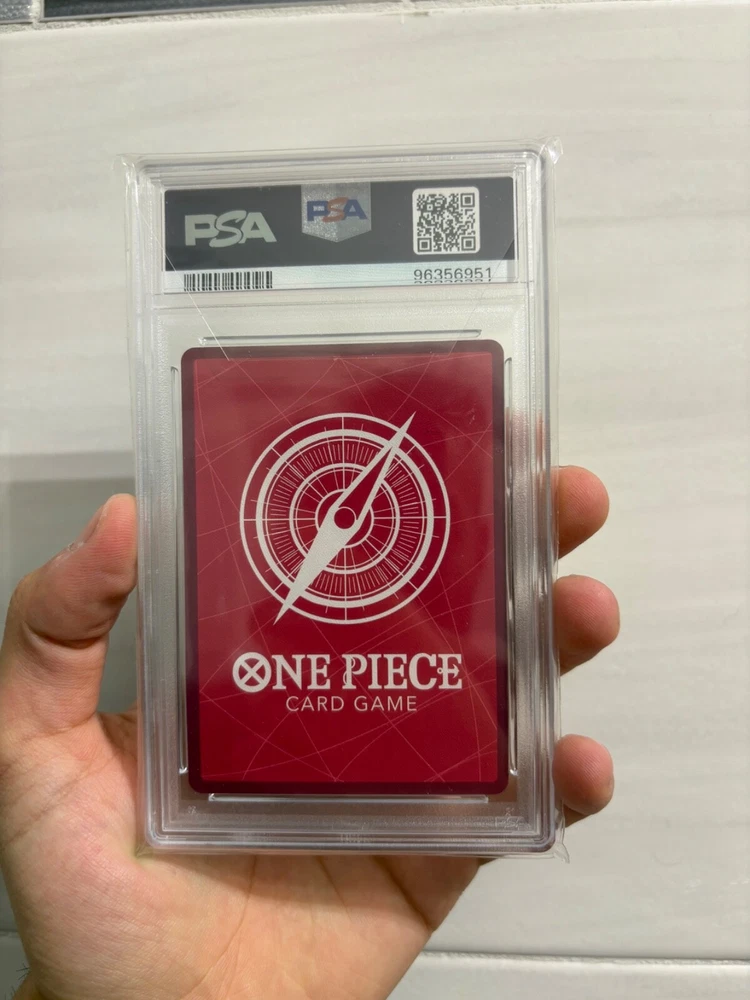 PSA
PSA
96356951
ONE PIECE
CARD GAME